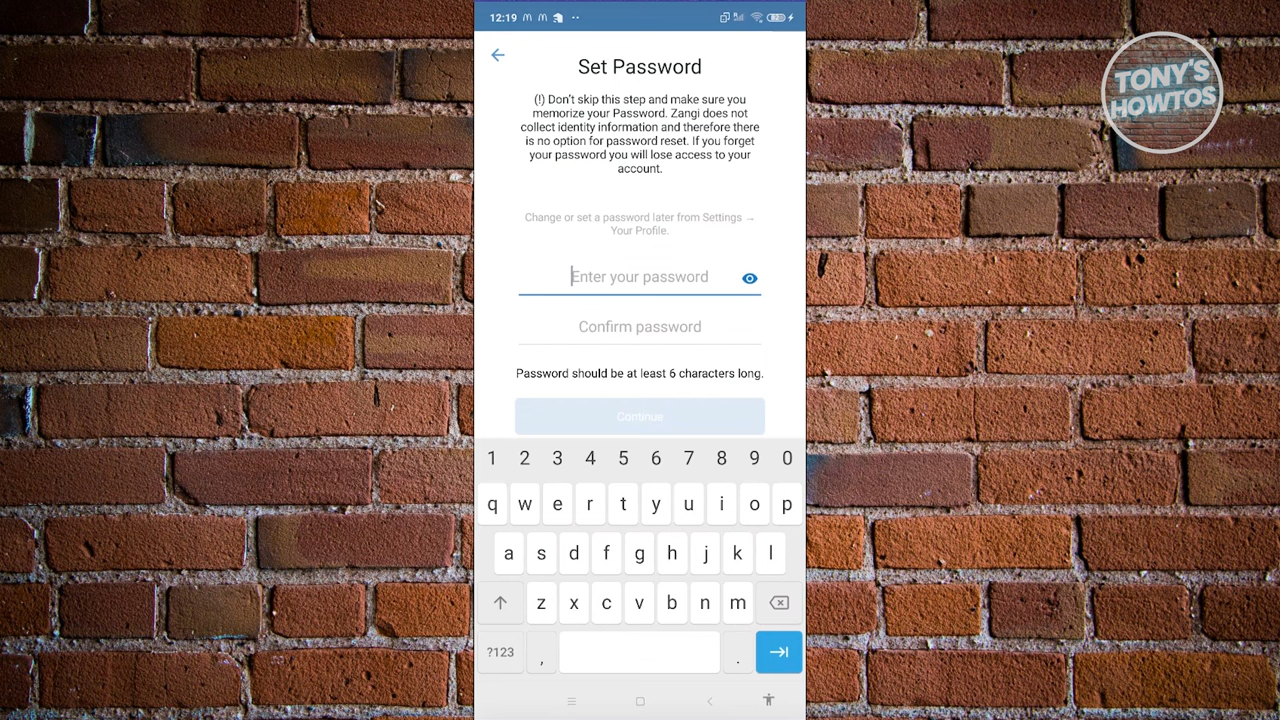 12:19
82
Set Password
(!) Don't skip this step and make sure you
memorize your Password. Zangi does not
collect identity information and therefore there
is no option for password reset. If you forget
your password you will lose access to your
account.
Change or set a password later from Settings →
Your Profile.
Enter your password
Confirm password
Password should be at least 6 characters long.
Continue
1 2 3 4 5 6 7 8 9 0
q w e r t y u i o p
a s d f g h j k l
z x c v b n m
?123 , .
TONY'S
HOWTOS